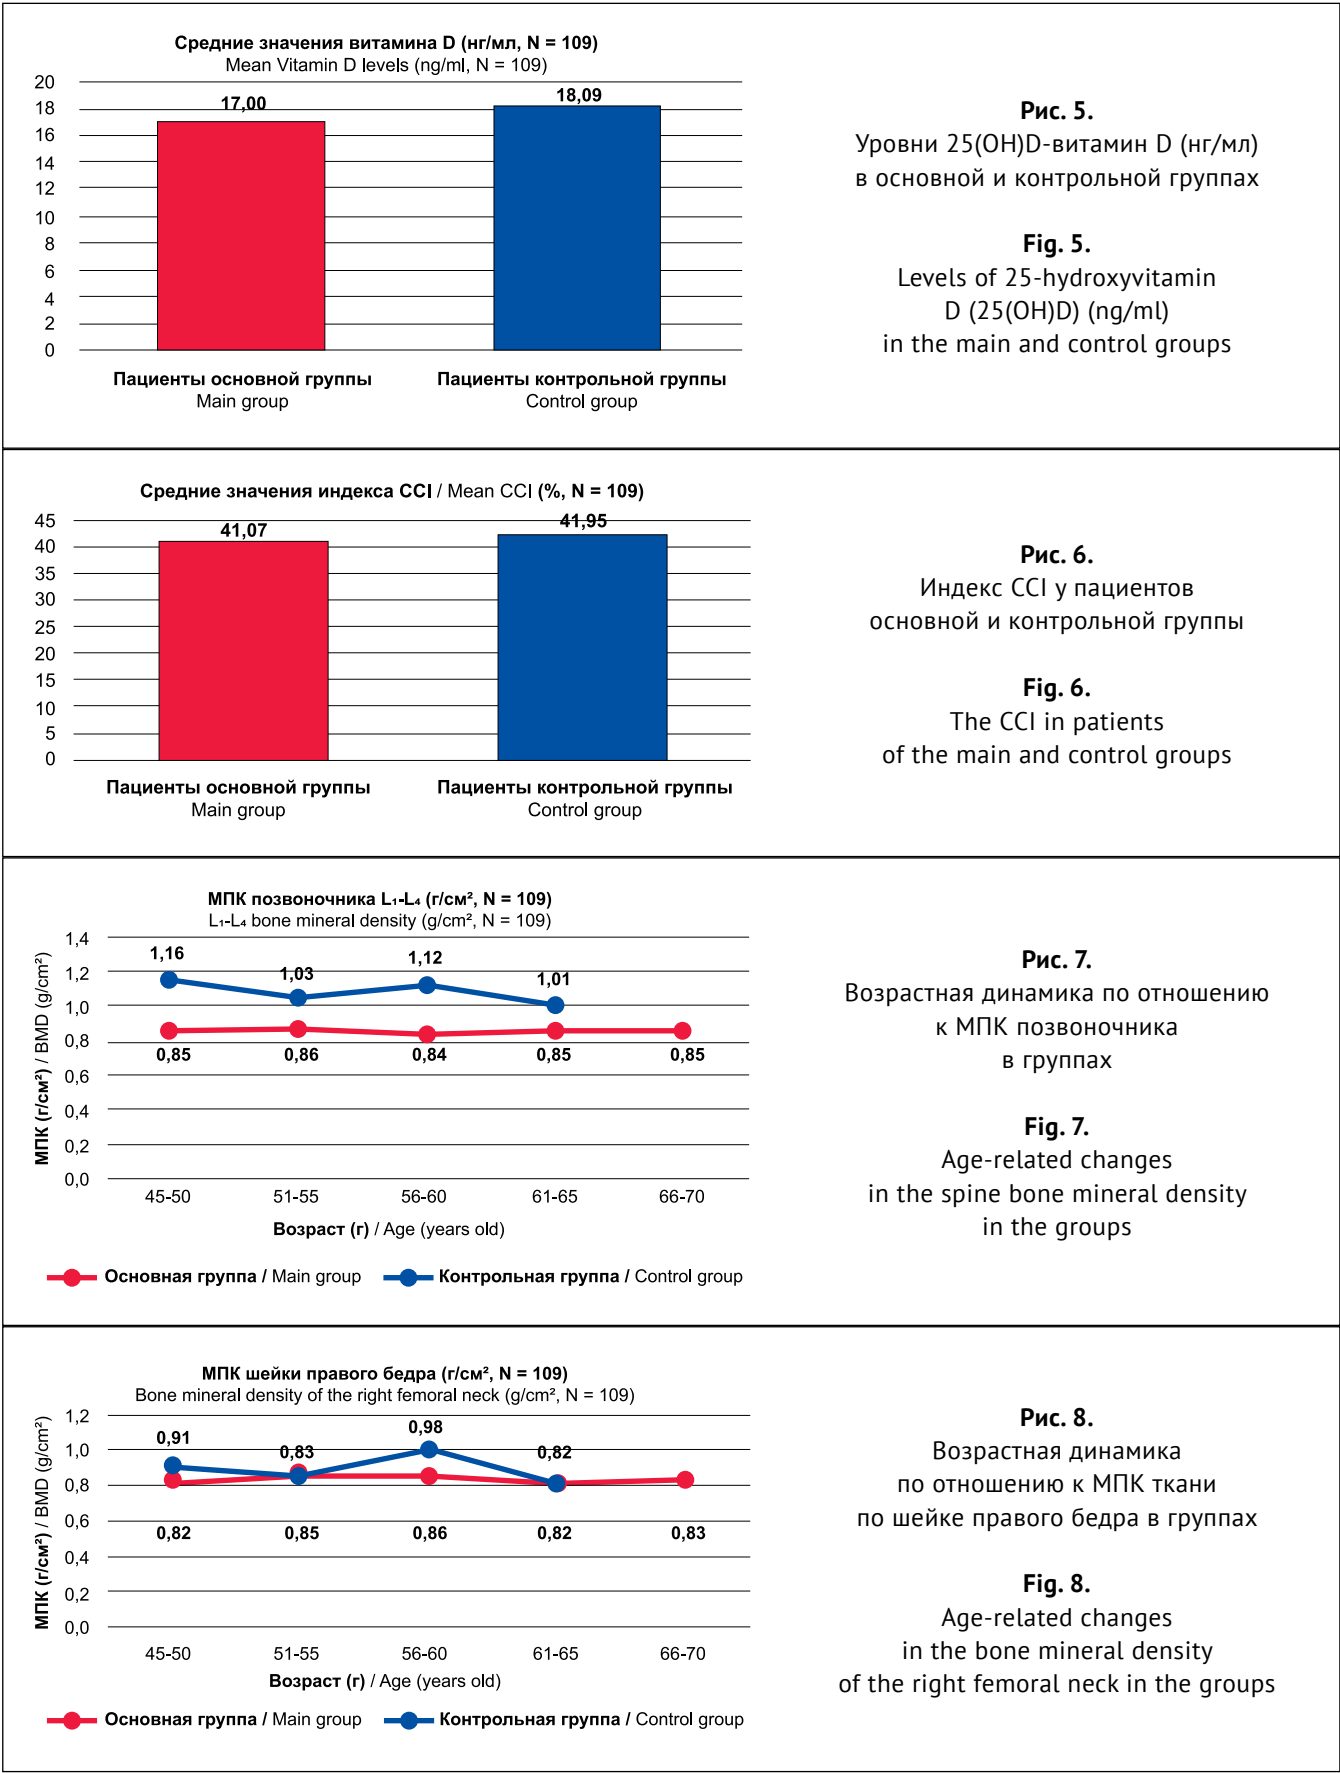 Средние значения витамина D (нг/мл, N = 109)
Mean Vitamin D levels (ng/ml, N = 109)
20
18
16
14
12
10
8
6
4
2
0
17,00
18,09
Пациенты основной группы
Main group
Пациенты контрольной группы
Control group
Рис. 5.
Уровни 25(OH)D-витамин D (нг/мл)
в основной и контрольной группах
Fig. 5.
Levels of 25-hydroxyvitamin
D (25(OH)D) (ng/ml)
in the main and control groups
Средние значения индекса CCI / Mean CCI (%, N = 109)
45
40
35
30
25
20
15
10
5
0
41,07
41,95
Пациенты основной группы
Main group
Пациенты контрольной группы
Control group
Рис. 6.
Индекс CCI у пациентов
основной и контрольной группы
Fig. 6.
The CCI in patients
of the main and control groups
МПК позвоночника L₁-L₄ (г/см², N = 109)
L₁-L₄ bone mineral density (g/cm², N = 109)
МПК (г/см²) / BMD (g/cm²)
1,4
1,2
1,0
0,8
0,6
0,4
0,2
0,0
1,16
1,03
1,12
1,01
0,85
0,86
0,84
0,85
0,85
45-50
51-55
56-60
61-65
66-70
Возраст (г) / Age (years old)
Основная группа / Main group
Контрольная группа / Control group
Рис. 7.
Возрастная динамика по отношению
к МПК позвоночника
в группах
Fig. 7.
Age-related changes
in the spine bone mineral density
in the groups
МПК шейки правого бедра (г/см², N = 109)
Bone mineral density of the right femoral neck (g/cm², N = 109)
МПК (г/см²) / BMD (g/cm²)
1,2
1,0
0,8
0,6
0,4
0,2
0,0
0,91
0,83
0,98
0,82
0,82
0,85
0,86
0,82
0,83
45-50
51-55
56-60
61-65
66-70
Возраст (г) / Age (years old)
Основная группа / Main group
Контрольная группа / Control group
Рис. 8.
Возрастная динамика
по отношению к МПК ткани
по шейке правого бедра в группах
Fig. 8.
Age-related changes
in the bone mineral density
of the right femoral neck in the groups